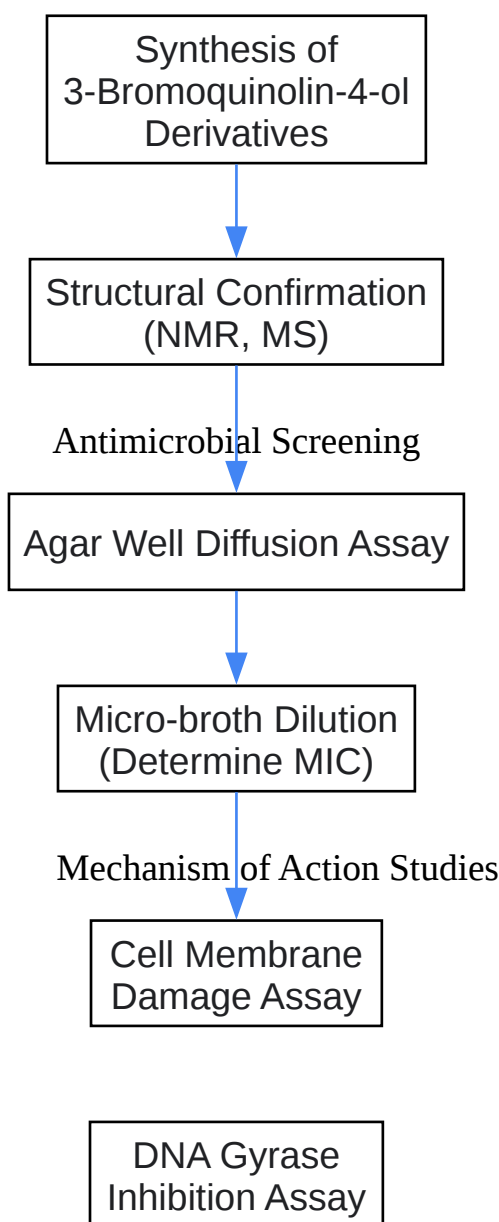 Synthesis of
3-Bromoquinolin-4-ol
Derivatives
Structural Confirmation
(NMR, MS)
Antimicrobial Screening
Agar Well Diffusion Assay
Micro-broth Dilution
(Determine MIC)
Mechanism of Action Studies
Cell Membrane
Damage Assay
DNA Gyrase
Inhibition Assay